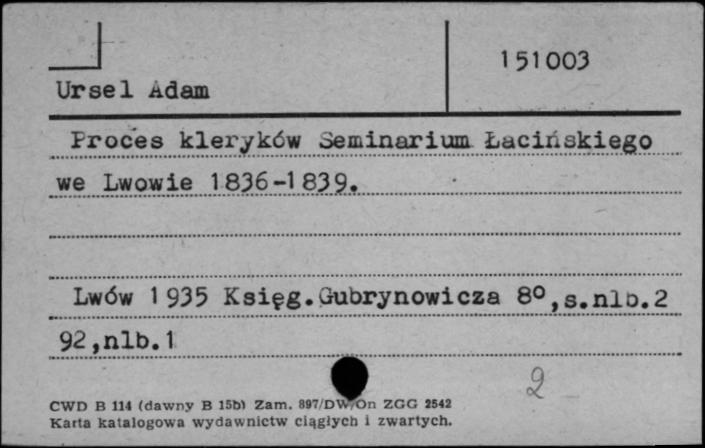 151003
Ursel Adam
Proces kleryków Seminarium Łacińskiego
we Lwowie 1836-1839.
Lwów 1935 Księg.Gubrynowicza 8º,s.nlb.2
92,nlb.1
2
CWD B 114 (dawny B 15b) Zam. 897/DW/On ZGG 2542
Karta katalogowa wydawnictw ciągłych i zwartych.